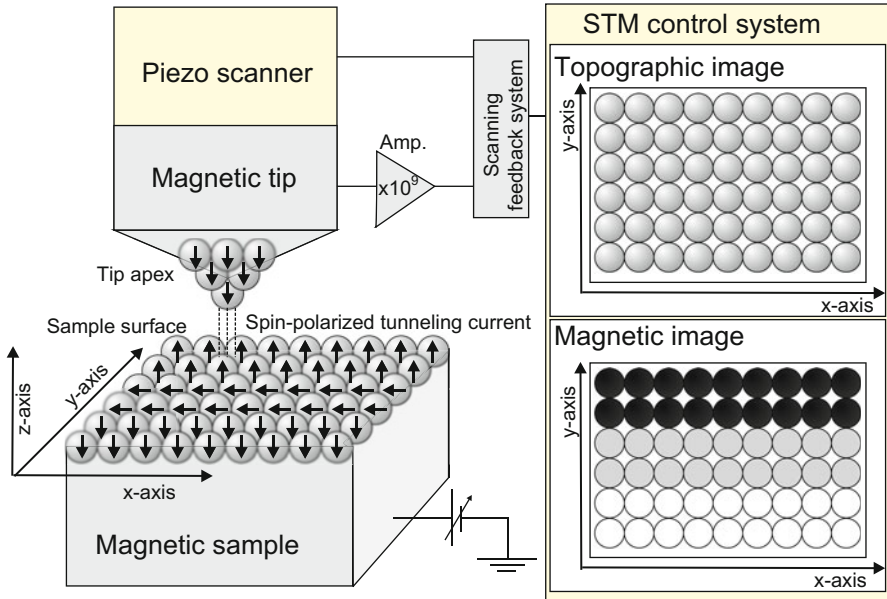 Piezo scanner
Magnetic tip
Amp.
x10⁹
Scanning
feedback system
Tip apex
Sample surface
Spin-polarized tunneling current
z-axis
y-axis
x-axis
Magnetic sample
STM control system
Topographic image
y-axis
x-axis
Magnetic image
y-axis
x-axis